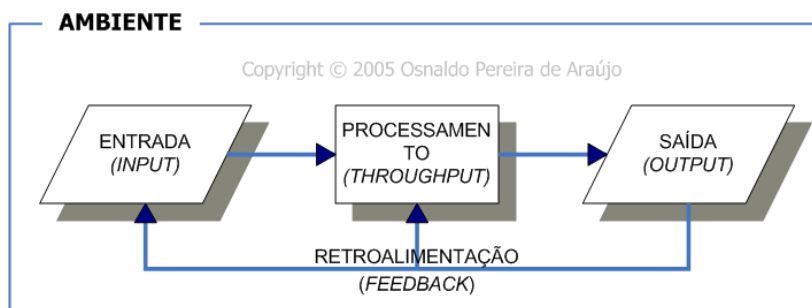 AMBIENTE
Copyright © 2005 Osnaldo Pereira de Araújo
ENTRADA
(INPUT)
PROCESSAMEN
TO
(THROUGHPUT)
SAÍDA
(OUTPUT)
RETROALIMENTAÇÃO
(FEEDBACK)